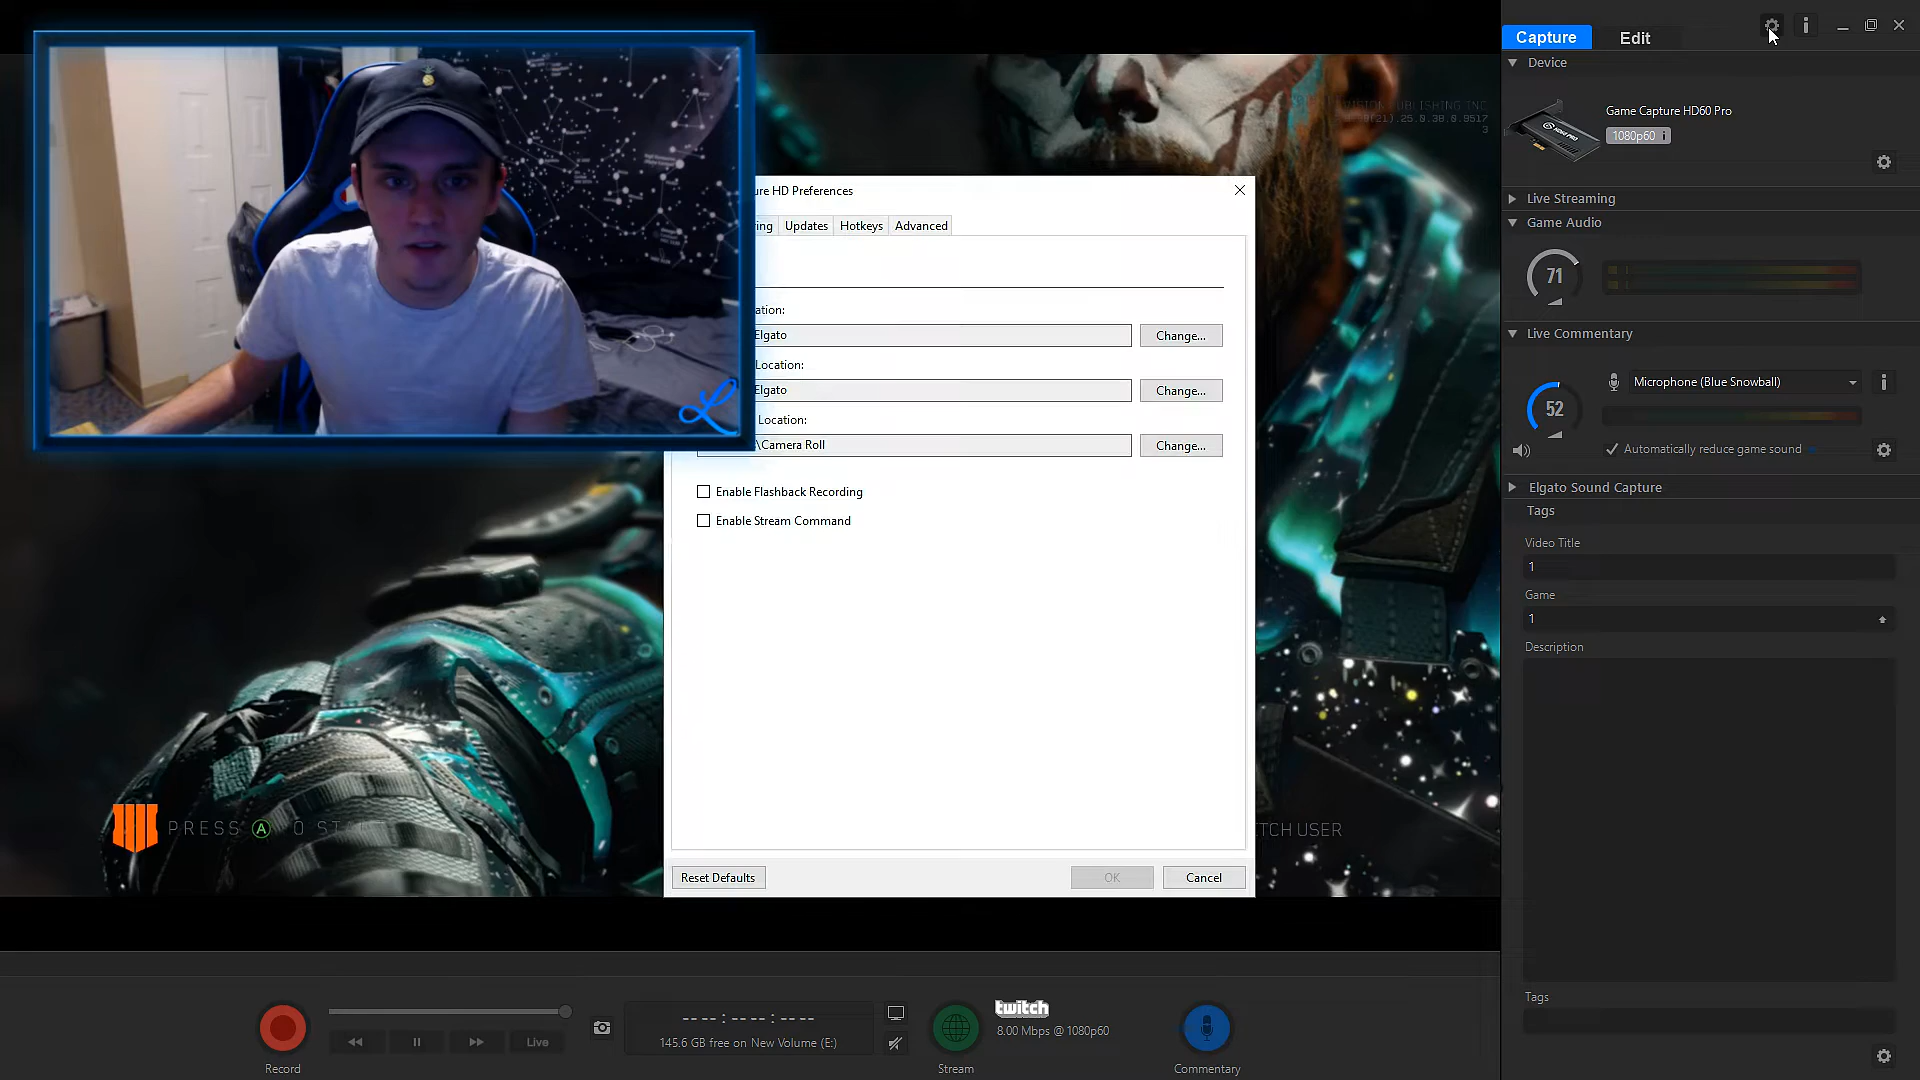 Capture
Edit
Device
Game Capture HD60 Pro
1080p60 i
Live Streaming
Game Audio
71
Live Commentary
Microphone (Blue Snowball)
52
Automatically reduce game sound
Elgato Sound Capture
Tags
Video Title
1
Game
1
Description
Tags
ure HD Preferences
ing
Updates
Hotkeys
Advanced
ation:
Elgato
Change...
Location:
Elgato
Change...
Location:
\Camera Roll
Change...
Enable Flashback Recording
Enable Stream Command
Reset Defaults
OK
Cancel
PRESS A O START
TCH USER
Record
Live
-- -- : -- -- : -- --
145.6 GB free on New Volume (E:)
Stream
twitch
8.00 Mbps @ 1080p60
Commentary